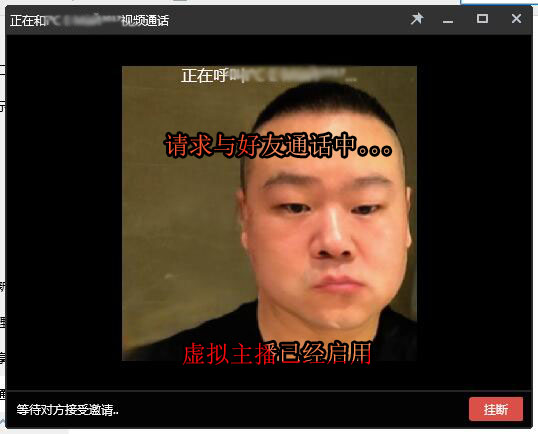 正在和 视频通话
正在呼叫 ...
请求与好友通话中...
虚拟主播已经启用
等待对方接受邀请..
挂断